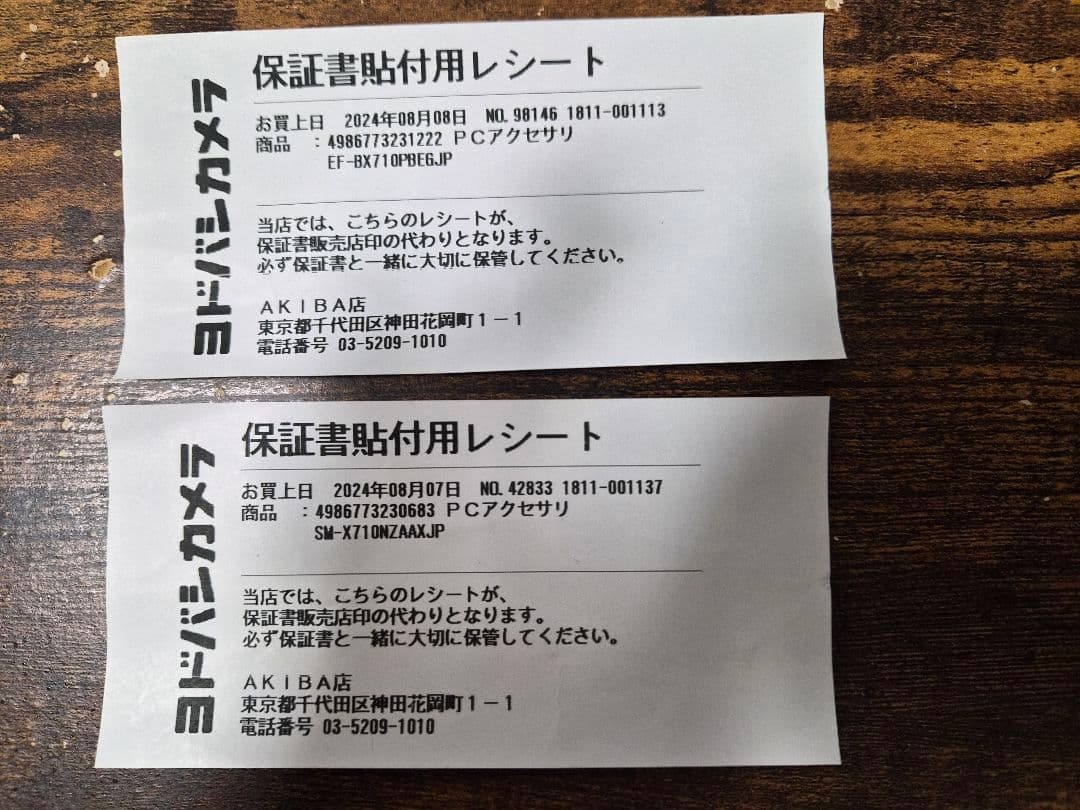 ヨドバシカメラ
保証書貼付用レシート
お買上日 2024年08月08日 NO. 98146 1811-001113
商品 : 4986773231222 ＰＣアクセサリ
EF-BX710PBEGJP
当店では、こちらのレシートが、
保証書販売店印の代わりとなります。
必ず保証書と一緒に大切に保管してください。
ＡＫＩＢＡ店
東京都千代田区神田花岡町１－１
電話番号 03-5209-1010
ヨドバシカメラ
保証書貼付用レシート
お買上日 2024年08月07日 NO. 42833 1811-001137
商品 : 4986773230683 ＰＣアクセサリ
SM-X710NZAAXJP
当店では、こちらのレシートが、
保証書販売店印の代わりとなります。
必ず保証書と一緒に大切に保管してください。
ＡＫＩＢＡ店
東京都千代田区神田花岡町１－１
電話番号 03-5209-1010